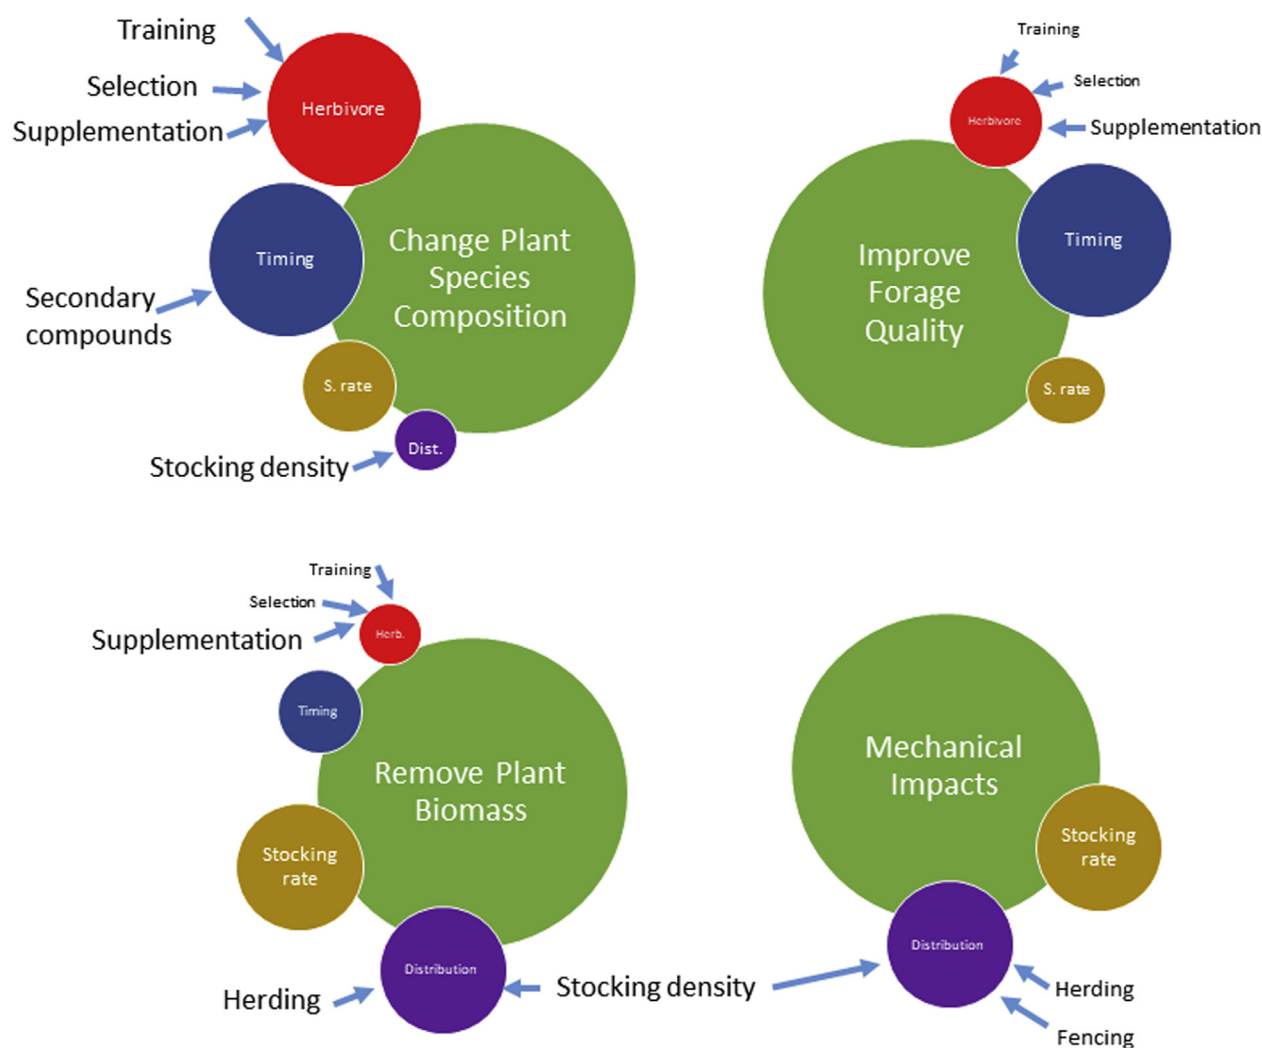 Training
Selection
Supplementation
Herbivore
Timing
Secondary
compounds
Change Plant
Species
Composition
S. rate
Dist.
Stocking density
Training
Selection
Supplementation
Herbivore
Timing
Improve
Forage
Quality
S. rate
Training
Selection
Supplementation
Herb.
Timing
Remove Plant
Biomass
Stocking
rate
Distribution
Herding
Stocking density
Mechanical
Impacts
Stocking
rate
Distribution
Herding
Fencing